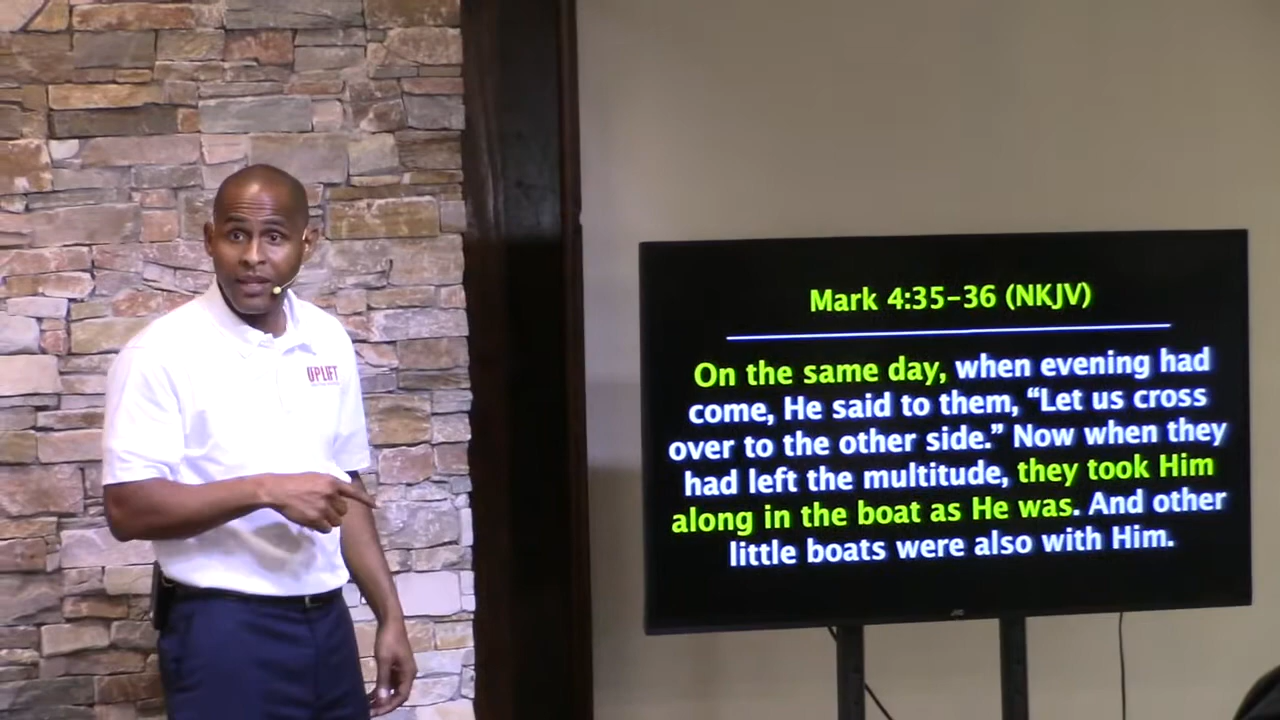 UPLIFT
Mark 4:35–36 (NKJV)
On the same day, when evening had
come, He said to them, “Let us cross
over to the other side.” Now when they
had left the multitude, they took Him
along in the boat as He was. And other
little boats were also with Him.
JVC